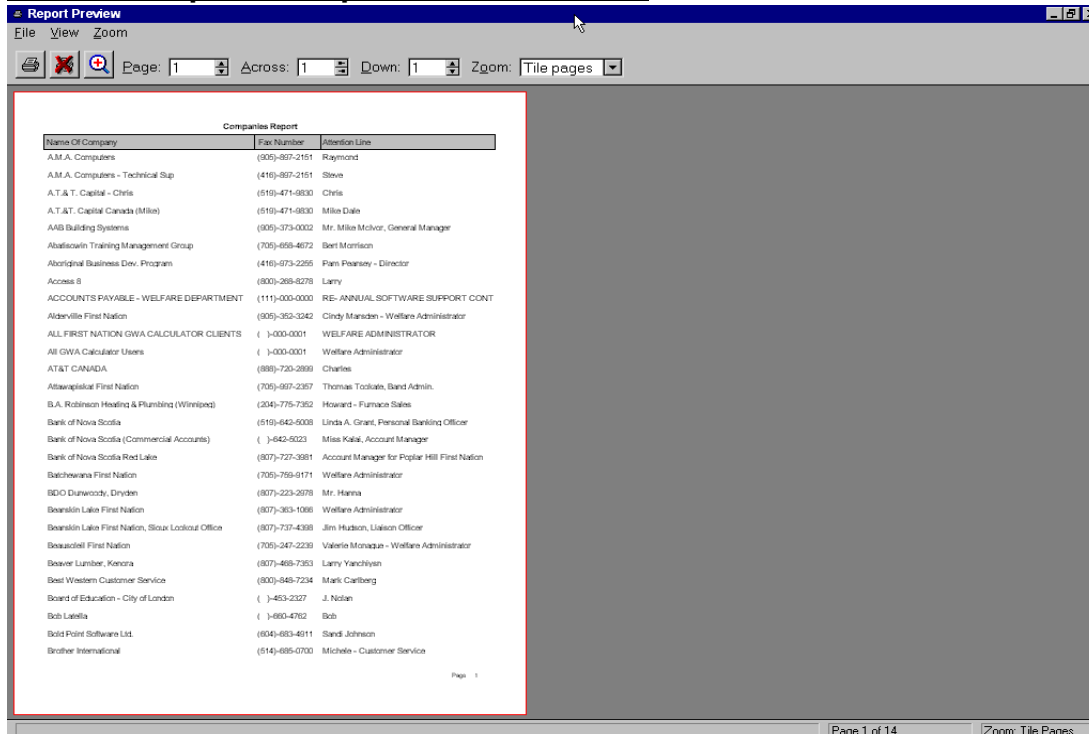 Report Preview
File View Zoom
Page: 1 Across: 1 Down: 1 Zoom: Tile pages
Companies Report
Name Of Company Fax Number Attention Line
A.M.A. Computers (905)-897-2151 Raymond
A.M.A. Computers - Technical Sup (416)-897-2151 Steve
A.T.& T. Capital - Chris (519)-471-9830 Chris
A.T.&T. Capital Canada (Mike) (519)-471-9830 Mike Dale
AAB Building Systems (905)-373-0002 Mr. Mike McIvor, General Manager
Abatisowin Training Management Group (705)-658-4672 Bert Morrison
Aboriginal Business Dev. Program (416)-973-2255 Pam Pearsey - Director
Access 8 (800)-268-8278 Larry
ACCOUNTS PAYABLE - WELFARE DEPARTMENT (111)-000-0000 RE- ANNUAL SOFTWARE SUPPORT CONT
Alderville First Nation (905)-352-3242 Cindy Marsden - Welfare Administrator
ALL FIRST NATION GWA CALCULATOR CLIENTS ( )-000-0001 WELFARE ADMINISTRATOR
All GWA Calculator Users ( )-000-0001 Welfare Administrator
AT&T CANADA (888)-720-2899 Charles
Attawapiskat First Nation (705)-997-2357 Thomas Tookate, Band Admin.
B.A. Robinson Heating & Plumbing (Winnipeg) (204)-775-7352 Howard - Furnace Sales
Bank of Nova Scotia (519)-642-5008 Linda A. Grant, Personal Banking Officer
Bank of Nova Scotia (Commercial Accounts) ( )-642-5023 Miss Kalai, Account Manager
Bank of Nova Scotia Red Lake (807)-727-3981 Account Manager for Poplar Hill First Nation
Batchewana First Nation (705)-759-9171 Welfare Administrator
BDO Dunwoody, Dryden (807)-223-2978 Mr. Hanna
Bearskin Lake First Nation (807)-363-1066 Welfare Administrator
Bearskin Lake First Nation, Sioux Lookout Office (807)-737-4398 Jim Hudson, Liaison Officer
Beausoleil First Nation (705)-247-2239 Valerie Monague - Welfare Administrator
Beaver Lumber, Kenora (807)-468-7353 Larry Yanchiysn
Best Western Customer Service (800)-848-7234 Mark Carlberg
Board of Education - City of London ( )-453-2327 J. Nolan
Bob Latella ( )-660-4762 Bob
Bold Point Software Ltd. (604)-683-4911 Sandi Johnson
Brother International (514)-685-0700 Michele - Customer Service
Page 1
Page 1 of 14 Zoom: Tile Pages